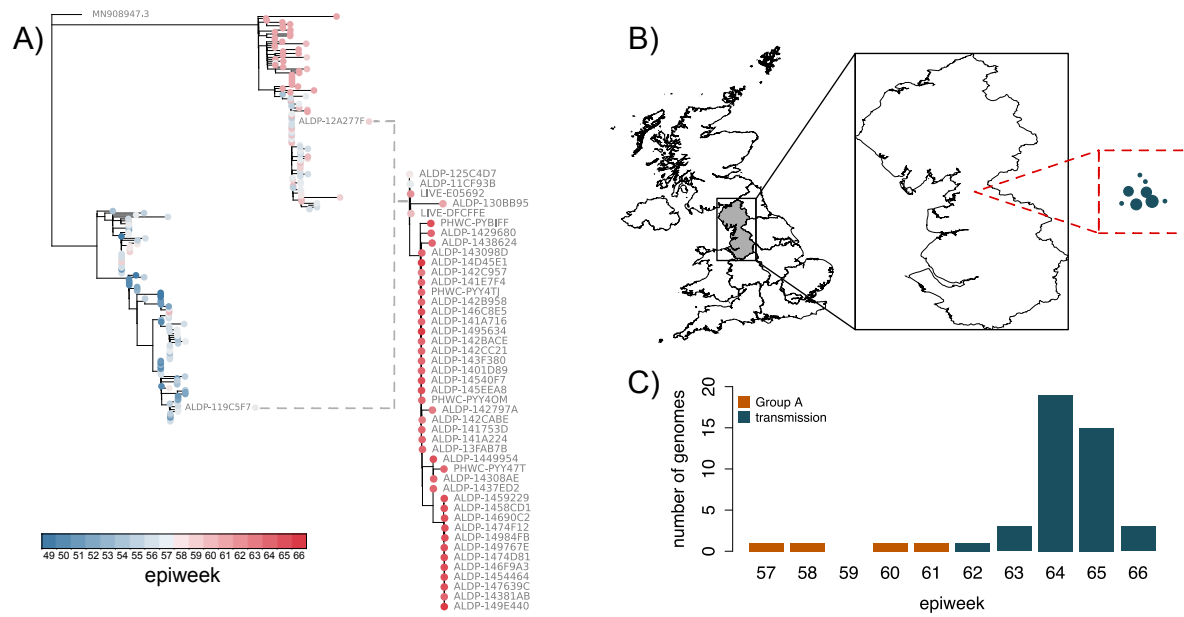 A)
MN908947.3
ALDP-12A277F
ALDP-119C5F7
ALDP-125C4D7
ALDP-11CF93B
LIVE-E05692
ALDP-130BB95
LIVE-DFCFFE
PHWC-PYBIFF
ALDP-1429680
ALDP-1438624
ALDP-143098D
ALDP-14D45E1
ALDP-142C957
ALDP-141E7F4
PHWC-PYY4TJ
ALDP-142B958
ALDP-146C8E5
ALDP-141A716
ALDP-1495634
ALDP-142BACE
ALDP-142CC21
ALDP-143F380
ALDP-1401D89
ALDP-14540F7
ALDP-145EEA8
PHWC-PYY4OM
ALDP-142797A
ALDP-142CABE
ALDP-141753D
ALDP-141A224
ALDP-13FAB7B
ALDP-1449954
PHWC-PYY47T
ALDP-14308AE
ALDP-1437ED2
ALDP-1459229
ALDP-1458CD1
ALDP-14690C2
ALDP-1474F12
ALDP-14984FB
ALDP-149767E
ALDP-1474D81
ALDP-146F9A3
ALDP-1454464
ALDP-147639C
ALDP-14381AB
ALDP-149E440
49 50 51 52 53 54 55 56 57 58 59 60 61 62 63 64 65 66
epiweek
B)
C)
number of genomes
20
15
10
5
0
Group A
transmission
57 58 59 60 61 62 63 64 65 66
epiweek